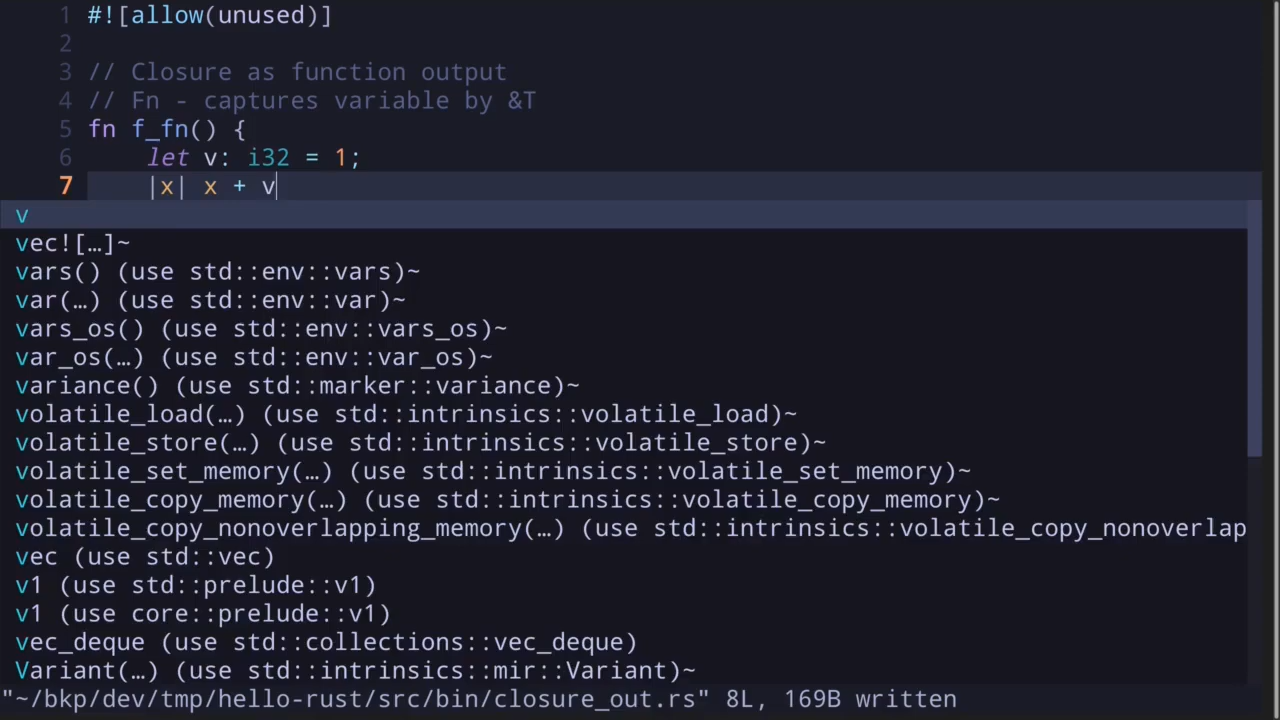 1 #![allow(unused)]
2
3 // Closure as function output
4 // Fn - captures variable by &T
5 fn f_fn() {
6 let v: i32 = 1;
7 |x| x + v
v
vec![…]~
vars() (use std::env::vars)~
var(…) (use std::env::var)~
vars_os() (use std::env::vars_os)~
var_os(…) (use std::env::var_os)~
variance() (use std::marker::variance)~
volatile_load(…) (use std::intrinsics::volatile_load)~
volatile_store(…) (use std::intrinsics::volatile_store)~
volatile_set_memory(…) (use std::intrinsics::volatile_set_memory)~
volatile_copy_memory(…) (use std::intrinsics::volatile_copy_memory)~
volatile_copy_nonoverlapping_memory(…) (use std::intrinsics::volatile_copy_nonoverlap
vec (use std::vec)
v1 (use std::prelude::v1)
v1 (use core::prelude::v1)
vec_deque (use std::collections::vec_deque)
Variant(…) (use std::intrinsics::mir::Variant)~
"~/bkp/dev/tmp/hello-rust/src/bin/closure_out.rs" 8L, 169B written